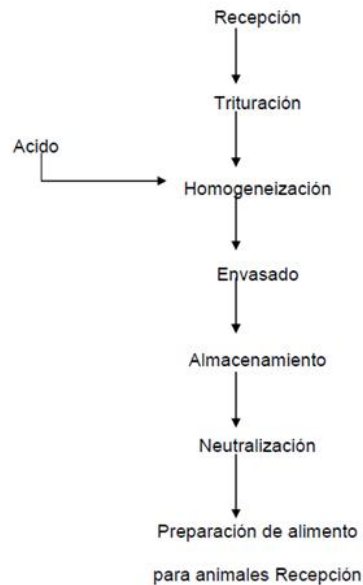 Recepción
Trituración
Acido
Homogeneización
Envasado
Almacenamiento
Neutralización
Preparación de alimento
para animales Recepción